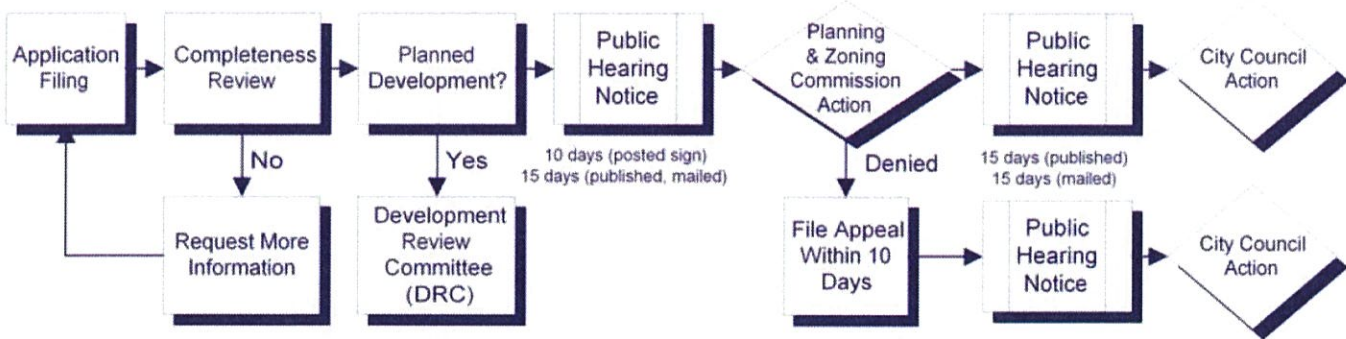 Application
Filing
Completeness
Review
Planned
Development?
Public
Hearing
Notice
Planning
& Zoning
Commission
Action
Public
Hearing
Notice
City Council
Action
No
Yes
10 days (posted sign)
15 days (published, mailed)
Denied
15 days (published)
15 days (mailed)
Request More
Information
Development
Review
Committee
(DRC)
File Appeal
Within 10
Days
Public
Hearing
Notice
City Council
Action